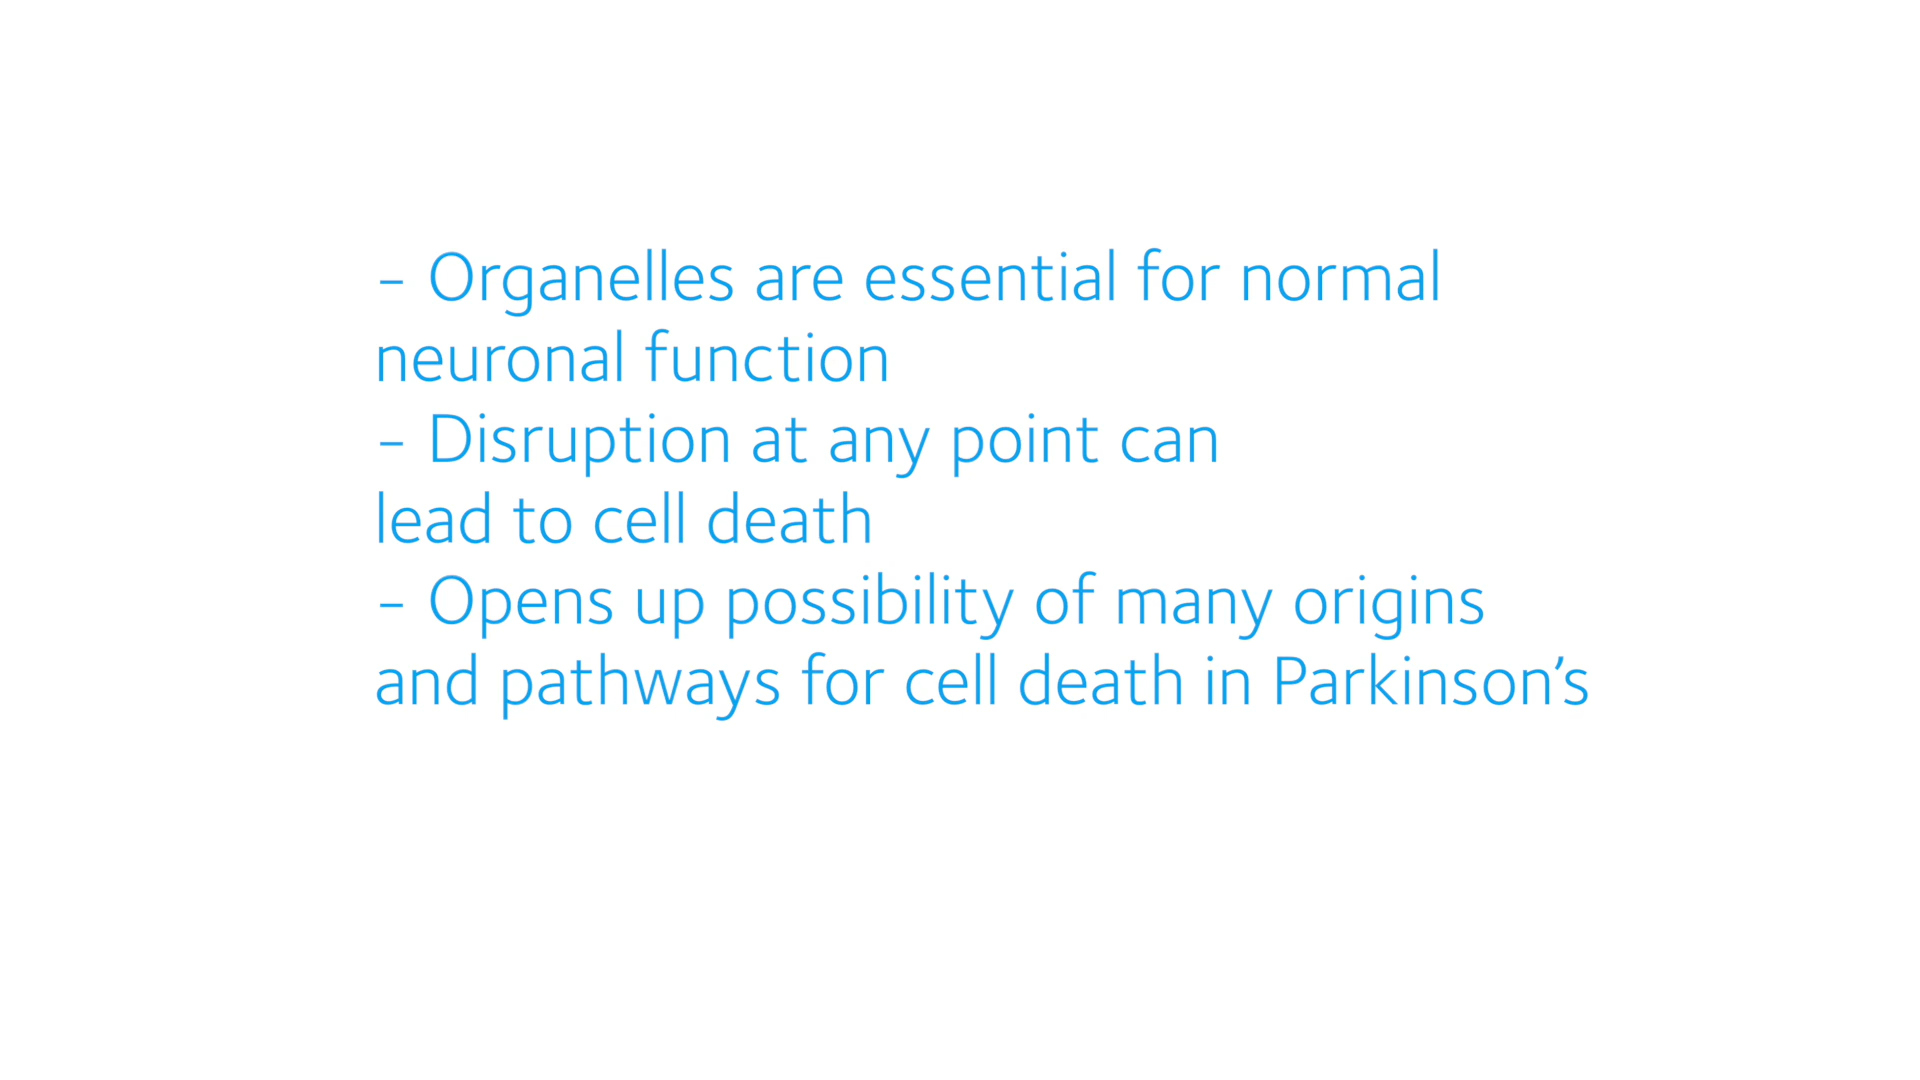 – Organelles are essential for normal
neuronal function
– Disruption at any point can
lead to cell death
– Opens up possibility of many origins
and pathways for cell death in Parkinson’s